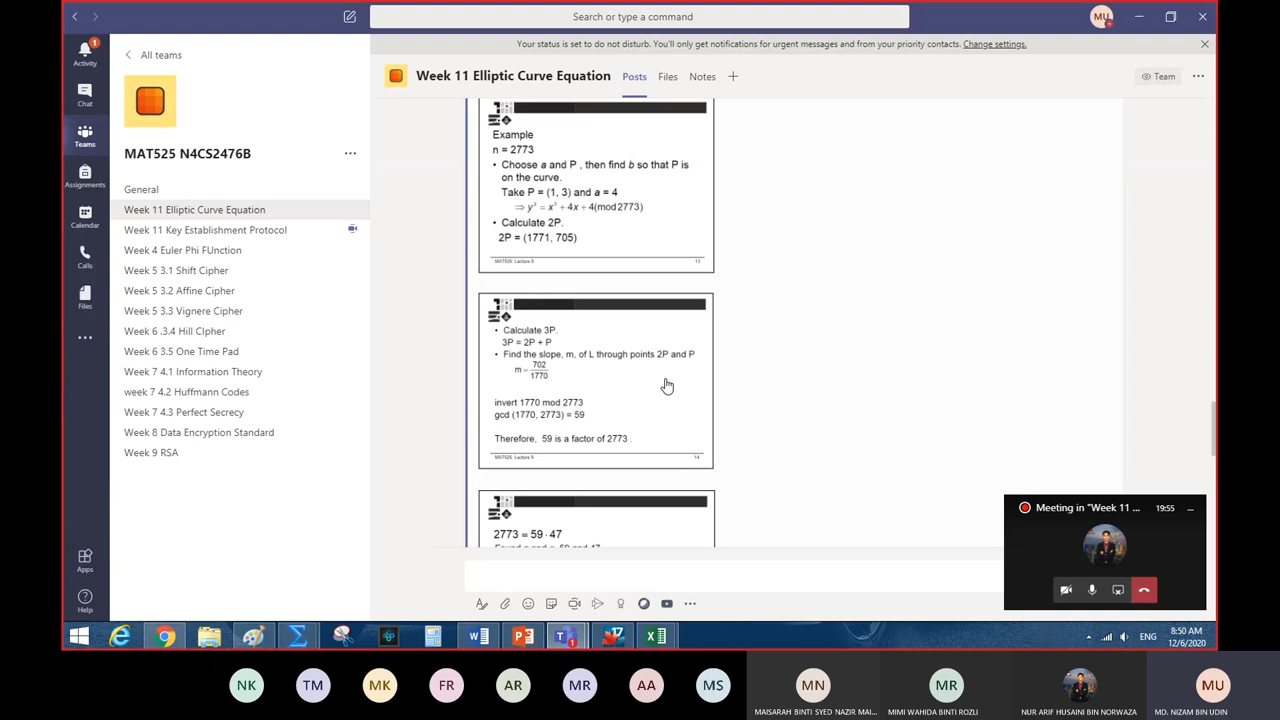 Search or type a command
MU
Activity
1
Chat
Teams
Assignments
Calendar
Calls
Files
Apps
Help
All teams
MAT525 N4CS2476B
General
Week 11 Elliptic Curve Equation
Week 11 Key Establishment Protocol
Week 4 Euler Phi FUnction
Week 5 3.1 Shift Cipher
Week 5 3.2 Affine Cipher
Week 5 3.3 Vignere Cipher
Week 6 .3.4 Hill CIpher
Week 6 3.5 One Time Pad
Week 7 4.1 Information Theory
week 7 4.2 Huffmann Codes
Week 7 4.3 Perfect Secrecy
Week 8 Data Encryption Standard
Week 9 RSA
Your status is set to do not disturb. You'll only get notifications for urgent messages and from your priority contacts. Change settings.
Week 11 Elliptic Curve Equation Posts Files Notes
Team
Example
n = 2773
• Choose a and P , then find b so that P is
on the curve.
Take P = (1, 3) and a = 4
⇒ y² = x³ + 4x + 4(mod 2773)
• Calculate 2P.
2P = (1771, 705)
MAT525 Lecture 9 13
• Calculate 3P.
3P = 2P + P
• Find the slope, m, of L through points 2P and P
m = 702/1770
invert 1770 mod 2773
gcd (1770, 2773) = 59
Therefore, 59 is a factor of 2773 .
MAT525 Lecture 9 14
2773 = 59 · 47
Meeting in "Week 11 ... 19:55
ENG
8:50 AM
12/6/2020
NK TM MK FR AR MR AA MS MN MR MU
MAISARAH BINTI SYED NAZIR MAI...
MIMI WAHIDA BINTI ROZLI
NUR ARIF HUSAINI BIN NORWAZA
MD. NIZAM BIN UDIN